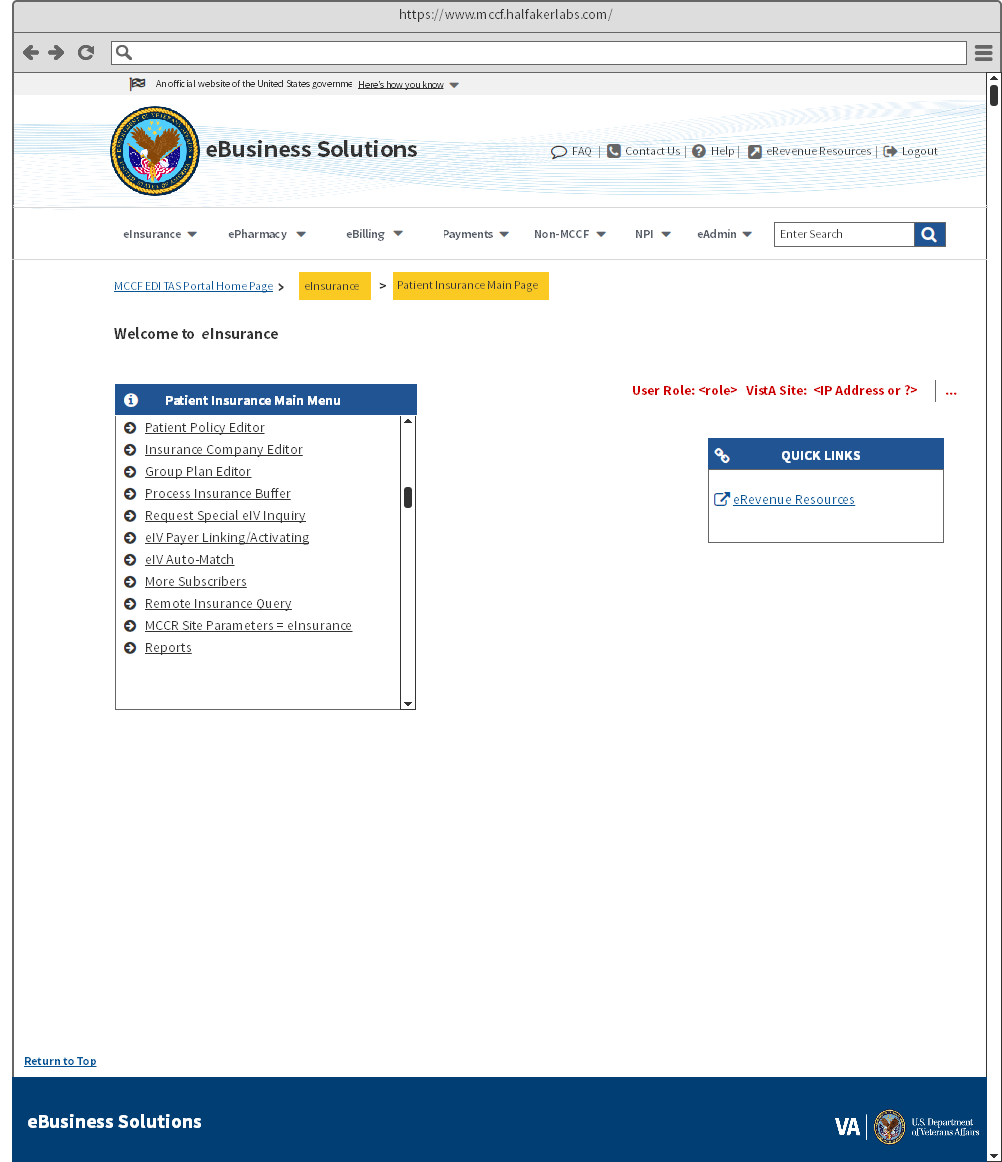 https://www.mccf.halfakerlabs.com/
An official website of the United States governme Here's how you know
eBusiness Solutions
FAQ | Contact Us | Help | eRevenue Resources | Logout
eInsurance ePharmacy eBilling Payments Non-MCCF NPI eAdmin Enter Search
MCCF EDI TAS Portal Home Page > eInsurance > Patient Insurance Main Page
Welcome to eInsurance
User Role: <role> VistA Site: <IP Address or ?> | ...
Patient Insurance Main Menu
Patient Policy Editor
Insurance Company Editor
Group Plan Editor
Process Insurance Buffer
Request Special eIV Inquiry
eIV Payer Linking/Activating
eIV Auto-Match
More Subscribers
Remote Insurance Query
MCCR Site Parameters = eInsurance
Reports
QUICK LINKS
eRevenue Resources
Return to Top
eBusiness Solutions
VA
U.S. Department
of Veterans Affairs